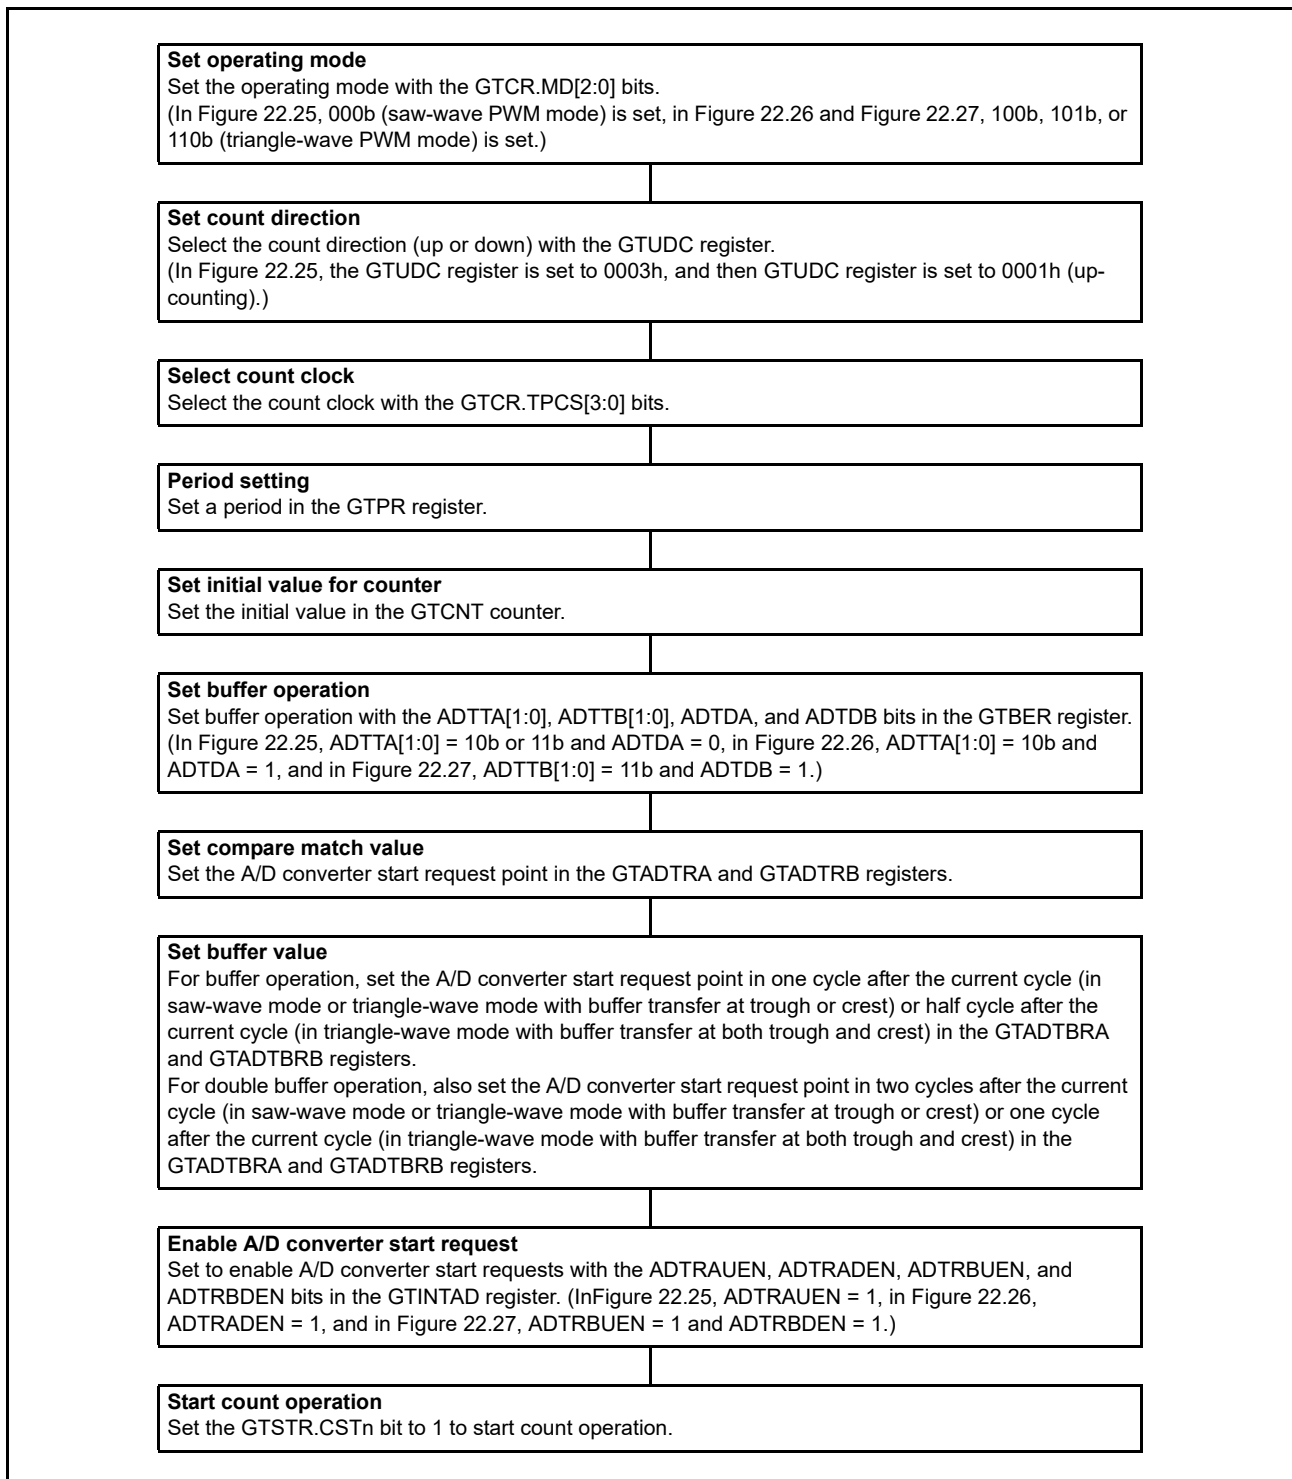 Set operating mode
Set the operating mode with the GTCR.MD[2:0] bits.
(In Figure 22.25, 000b (saw-wave PWM mode) is set, in Figure 22.26 and Figure 22.27, 100b, 101b, or
110b (triangle-wave PWM mode) is set.)
Set count direction
Select the count direction (up or down) with the GTUDC register.
(In Figure 22.25, the GTUDC register is set to 0003h, and then GTUDC register is set to 0001h (up-
counting).)
Select count clock
Select the count clock with the GTCR.TPCS[3:0] bits.
Period setting
Set a period in the GTPR register.
Set initial value for counter
Set the initial value in the GTCNT counter.
Set buffer operation
Set buffer operation with the ADTTA[1:0], ADTTB[1:0], ADTDA, and ADTDB bits in the GTBER register.
(In Figure 22.25, ADTTA[1:0] = 10b or 11b and ADTDA = 0, in Figure 22.26, ADTTA[1:0] = 10b and
ADTDA = 1, and in Figure 22.27, ADTTB[1:0] = 11b and ADTDB = 1.)
Set compare match value
Set the A/D converter start request point in the GTADTRA and GTADTRB registers.
Set buffer value
For buffer operation, set the A/D converter start request point in one cycle after the current cycle (in
saw-wave mode or triangle-wave mode with buffer transfer at trough or crest) or half cycle after the
current cycle (in triangle-wave mode with buffer transfer at both trough and crest) in the GTADTBRA
and GTADTBRB registers.
For double buffer operation, also set the A/D converter start request point in two cycles after the current
cycle (in saw-wave mode or triangle-wave mode with buffer transfer at trough or crest) or one cycle
after the current cycle (in triangle-wave mode with buffer transfer at both trough and crest) in the
GTADTBRA and GTADTBRB registers.
Enable A/D converter start request
Set to enable A/D converter start requests with the ADTRAUEN, ADTRADEN, ADTRBUEN, and
ADTRBDEN bits in the GTINTAD register. (InFigure 22.25, ADTRAUEN = 1, in Figure 22.26,
ADTRADEN = 1, and in Figure 22.27, ADTRBUEN = 1 and ADTRBDEN = 1.)
Start count operation
Set the GTSTR.CSTn bit to 1 to start count operation.